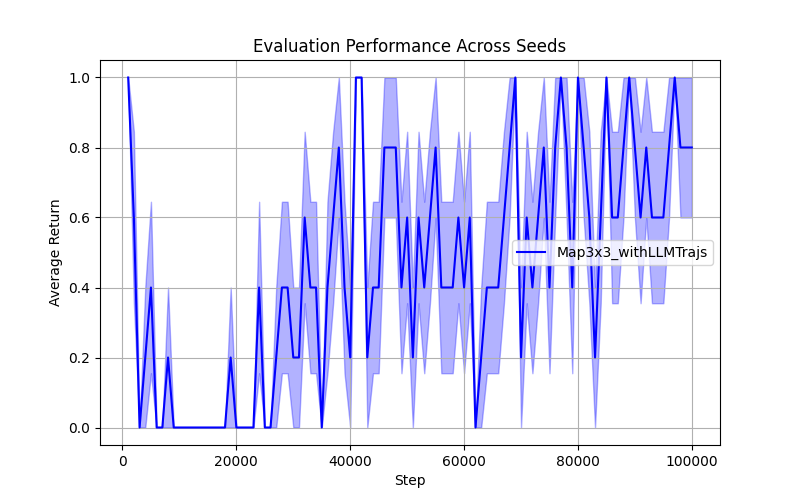 Evaluation Performance Across Seeds
1.0
0.8
0.6
0.4
0.2
0.0
Average Return
Map3x3_withLLMTrajs
0 20000 40000 60000 80000 100000
Step